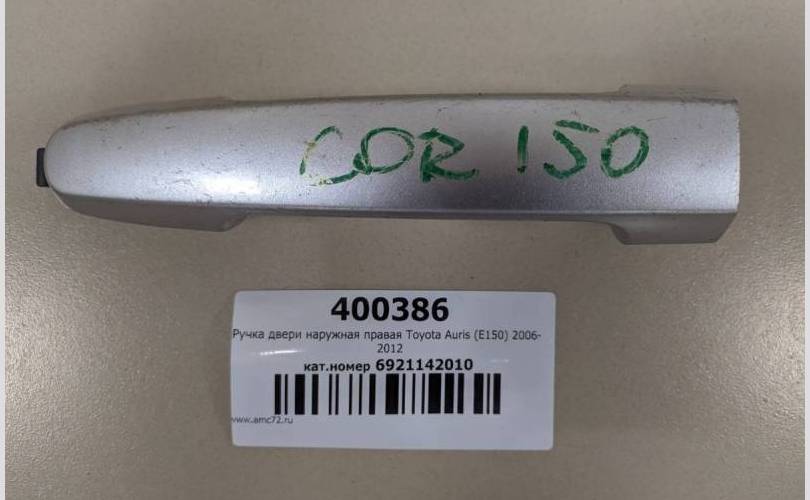 COR 150
400386
Ручка двери наружная правая Toyota Auris (E150) 2006-
2012
кат.номер 6921142010
www.amc72.ru